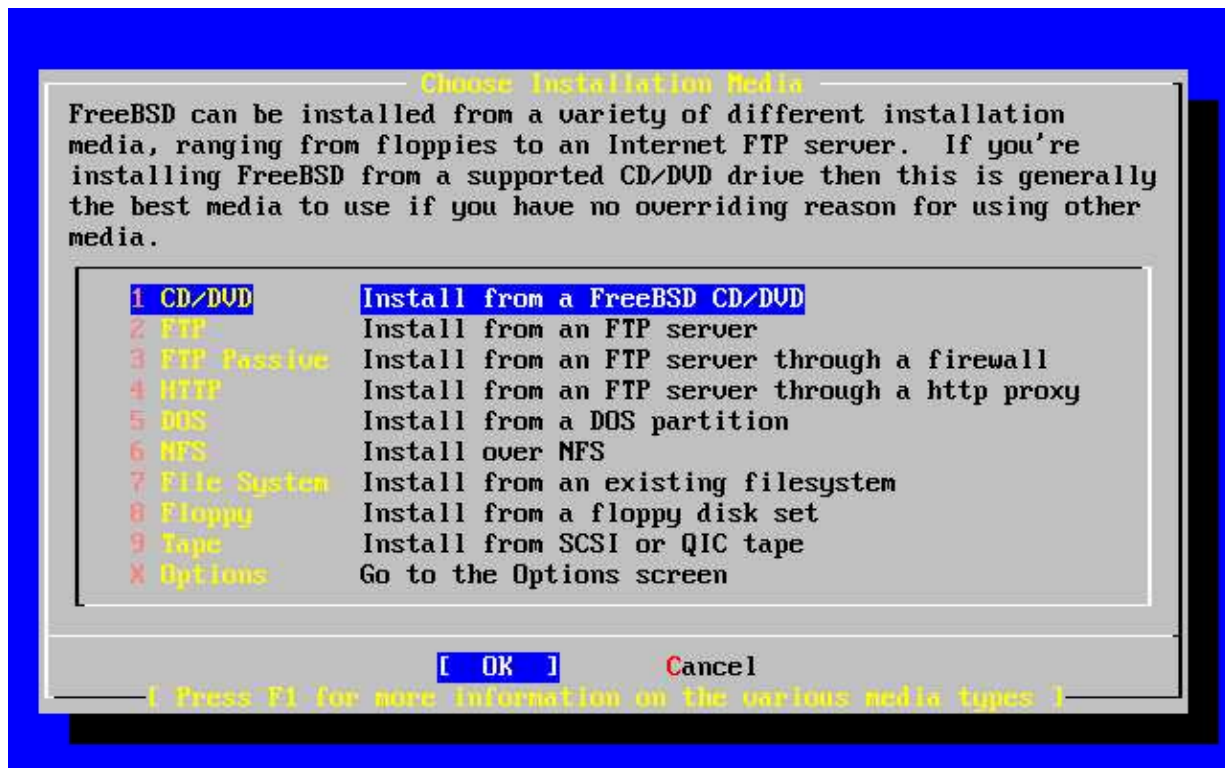 Choose Installation Media
FreeBSD can be installed from a variety of different installation
media, ranging from floppies to an Internet FTP server.  If you're
installing FreeBSD from a supported CD/DVD drive then this is generally
the best media to use if you have no overriding reason for using other
media.
1 CD/DVD Install from a FreeBSD CD/DVD
2 FTP Install from an FTP server
3 FTP Passive Install from an FTP server through a firewall
4 HTTP Install from an FTP server through a http proxy
5 DOS Install from a DOS partition
6 NFS Install over NFS
7 File System Install from an existing filesystem
8 Floppy Install from a floppy disk set
9 Tape Install from SCSI or QIC tape
X Options Go to the Options screen
[ OK ] Cancel
[ Press F1 for more information on the various media types ]